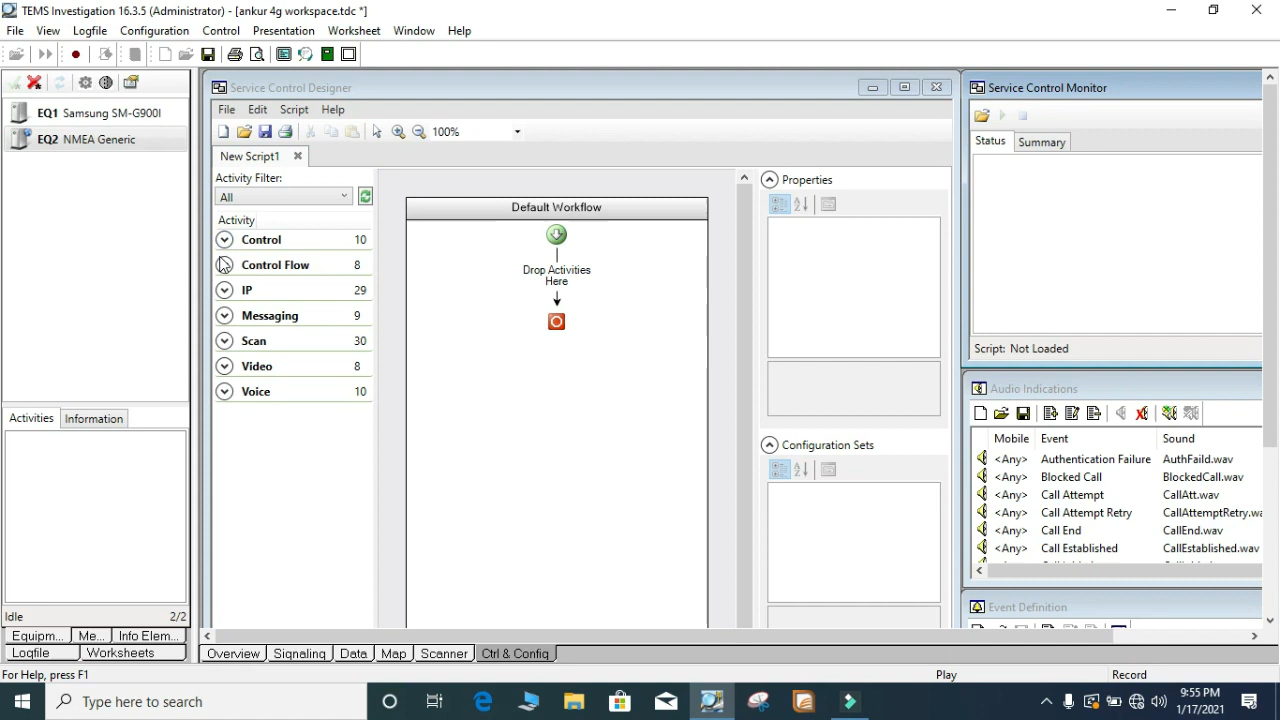 TEMS Investigation 16.3.5 (Administrator) - [ankur 4g workspace.tdc *]
File View Logfile Configuration Control Presentation Worksheet Window Help
EQ1 Samsung SM-G900I
EQ2 NMEA Generic
Activities Information
Idle 2/2
Equipm... Me... Info Elem...
Logfile Worksheets
Service Control Designer
File Edit Script Help
100%
New Script1
Activity Filter:
All
Activity
Control 10
Control Flow 8
IP 29
Messaging 9
Scan 30
Video 8
Voice 10
Default Workflow
Drop Activities
Here
Properties
Configuration Sets
Service Control Monitor
Status Summary
Script: Not Loaded
Audio Indications
Mobile Event Sound
<Any> Authentication Failure AuthFaild.wav
<Any> Blocked Call BlockedCall.wav
<Any> Call Attempt CallAtt.wav
<Any> Call Attempt Retry CallAttemptRetry.wa
<Any> Call End CallEnd.wav
<Any> Call Established CallEstablished.wav
Event Definition
Overview Signaling Data Map Scanner Ctrl & Config
For Help, press F1 Play Record
Type here to search
9:55 PM
1/17/2021